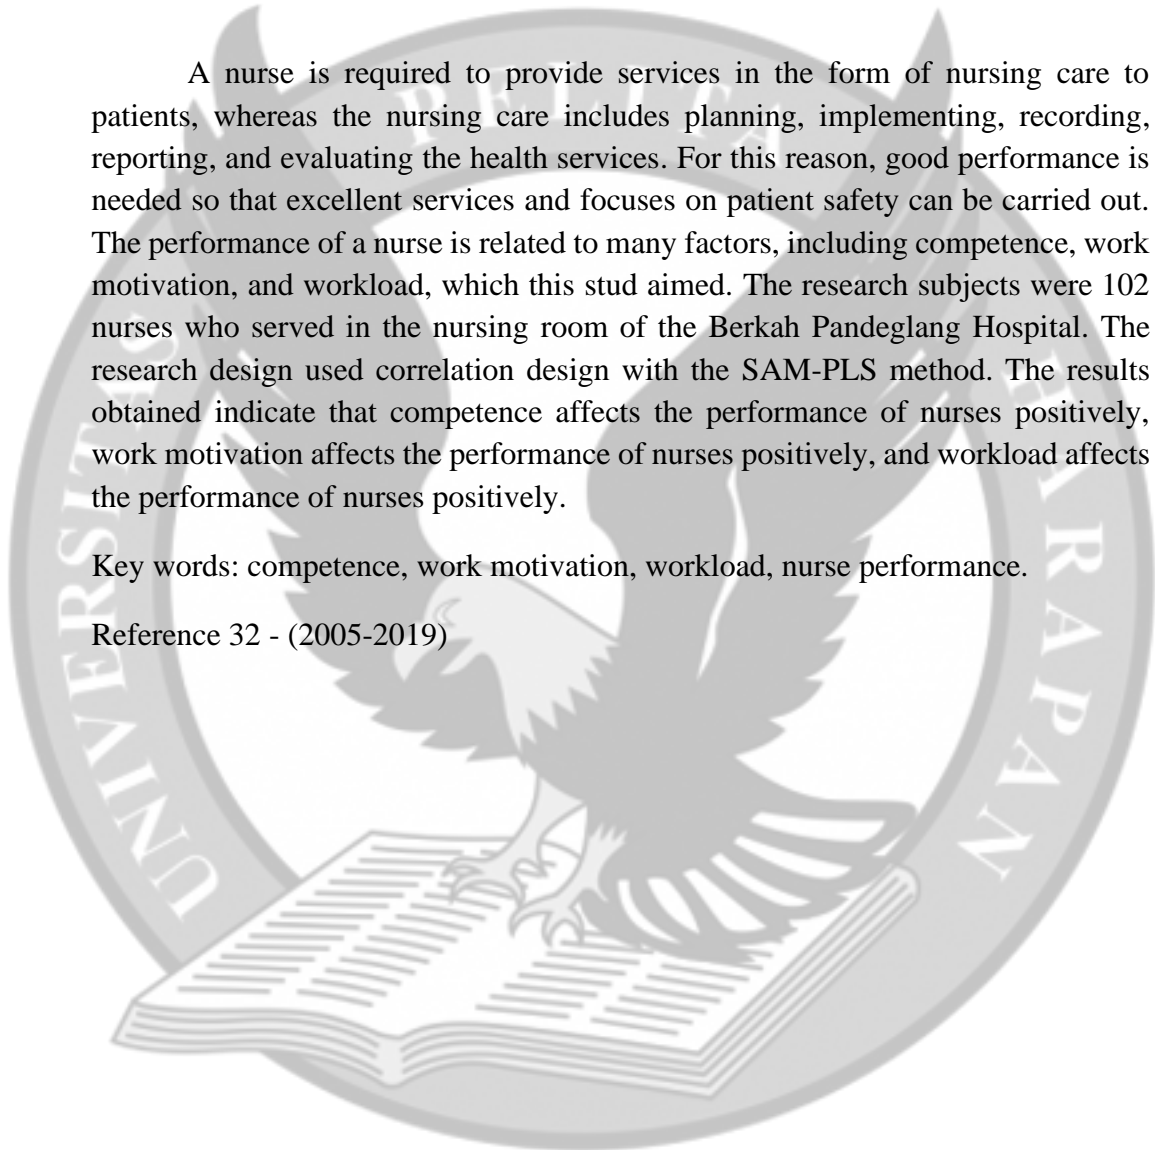 A nurse is required to provide services in the form of nursing care to
patients, whereas the nursing care includes planning, implementing, recording,
reporting, and evaluating the health services. For this reason, good performance is
needed so that excellent services and focuses on patient safety can be carried out.
The performance of a nurse is related to many factors, including competence, work
motivation, and workload, which this stud aimed. The research subjects were 102
nurses who served in the nursing room of the Berkah Pandeglang Hospital. The
research design used correlation design with the SAM-PLS method. The results
obtained indicate that competence affects the performance of nurses positively,
work motivation affects the performance of nurses positively, and workload affects
the performance of nurses positively.
Key words: competence, work motivation, workload, nurse performance.
Reference 32 - (2005-2019)
UNIVERSITAS PELITA HARAPAN